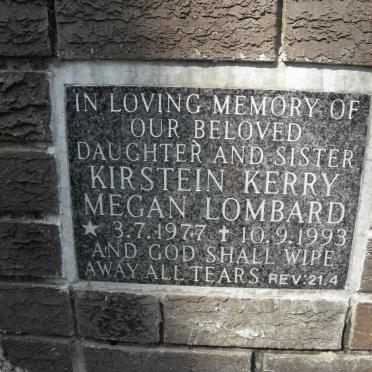 IN LOVING MEMORY OF
OUR BELOVED
DAUGHTER AND SISTER
KIRSTEIN KERRY
MEGAN LOMBARD
★ 3.7.1977 ✝ 10.9.1993
AND GOD SHALL WIPE
AWAY ALL TEARS REV:21.4